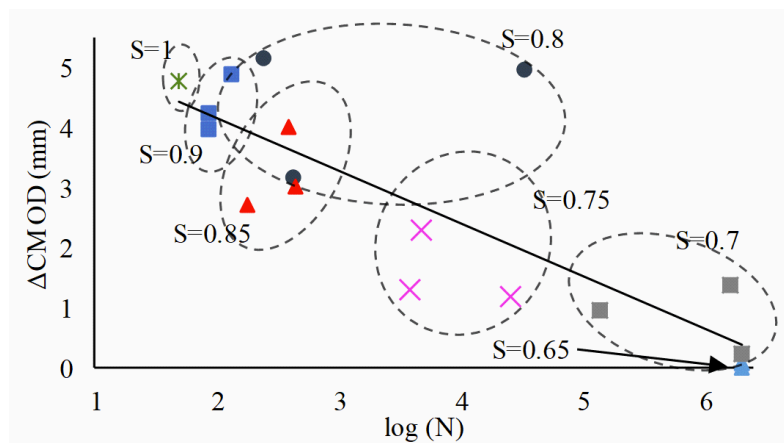 S=1
S=0.8
5
4
S=0.9
3
S=0.85
S=0.75
2
S=0.7
1
S=0.65
0
ΔCMOD (mm)
1 2 3 4 5 6
log (N)